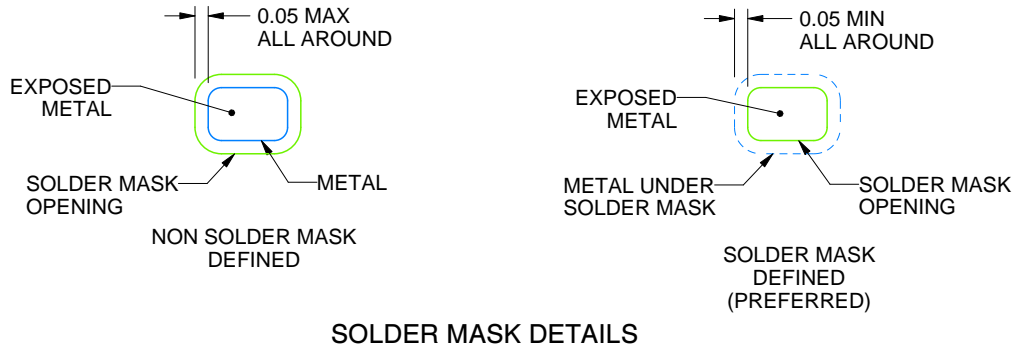 0.05 MAX
ALL AROUND
EXPOSED
METAL
SOLDER MASK
OPENING
METAL
NON SOLDER MASK
DEFINED
0.05 MIN
ALL AROUND
EXPOSED
METAL
METAL UNDER
SOLDER MASK
SOLDER MASK
OPENING
SOLDER MASK
DEFINED
(PREFERRED)
SOLDER MASK DETAILS